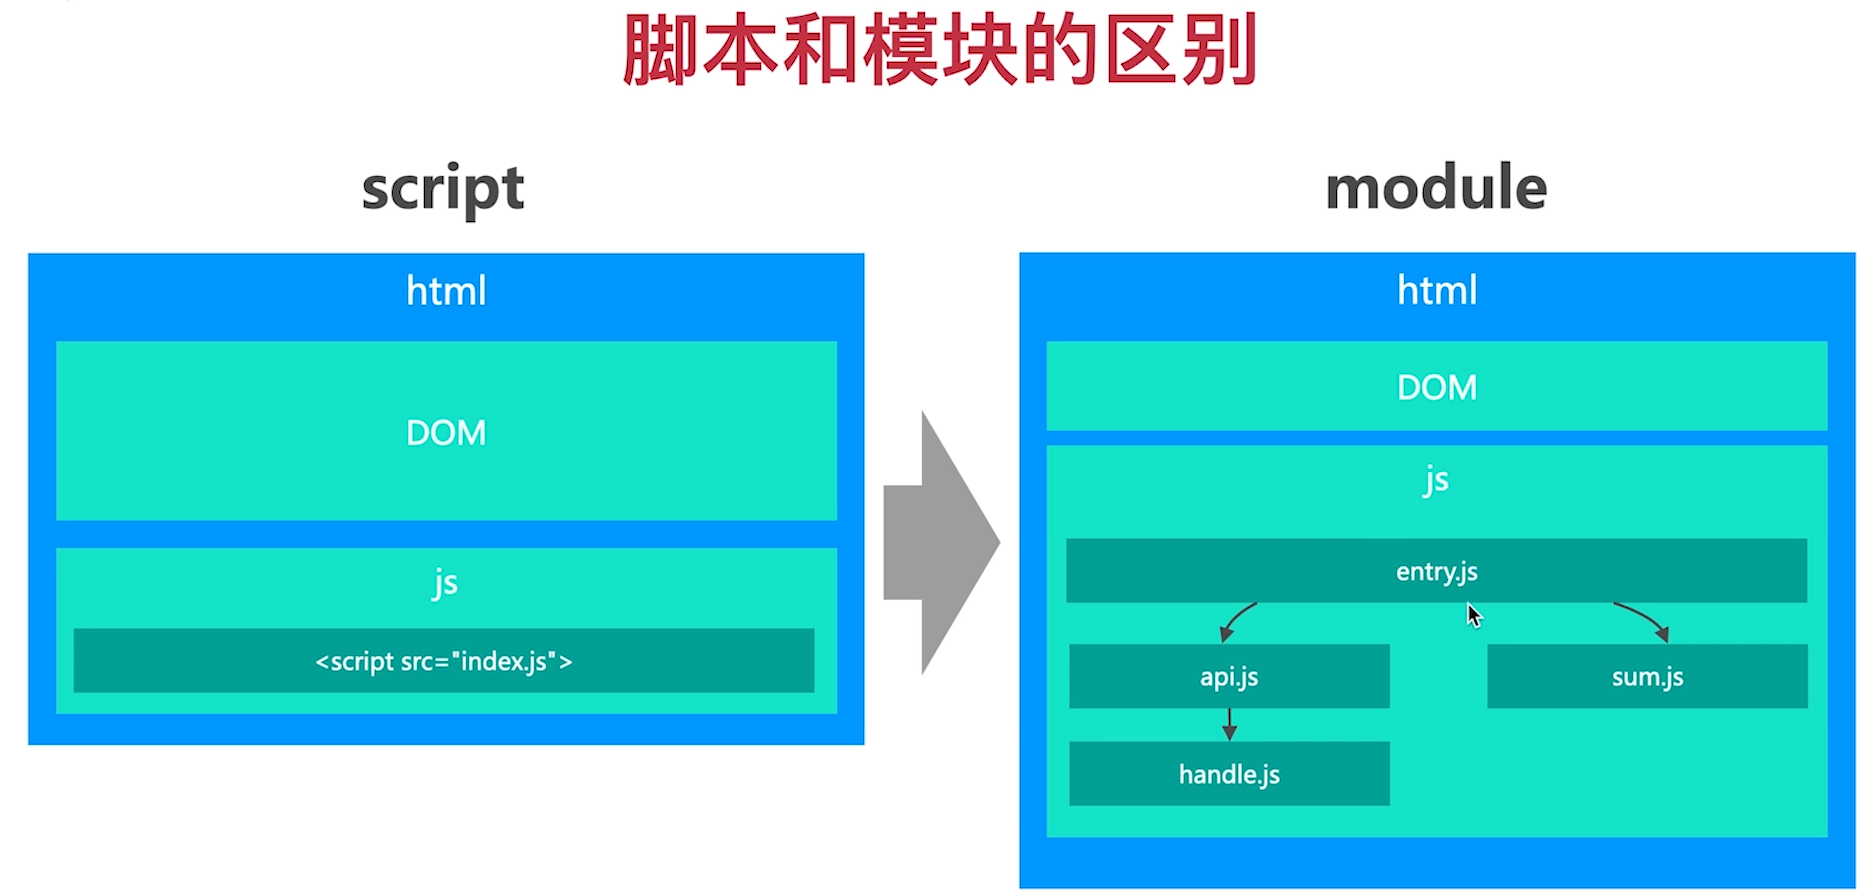 脚本和模块的区别
script
html
DOM
js
<script src="index.js">
module
html
DOM
js
entry.js
api.js
sum.js
handle.js